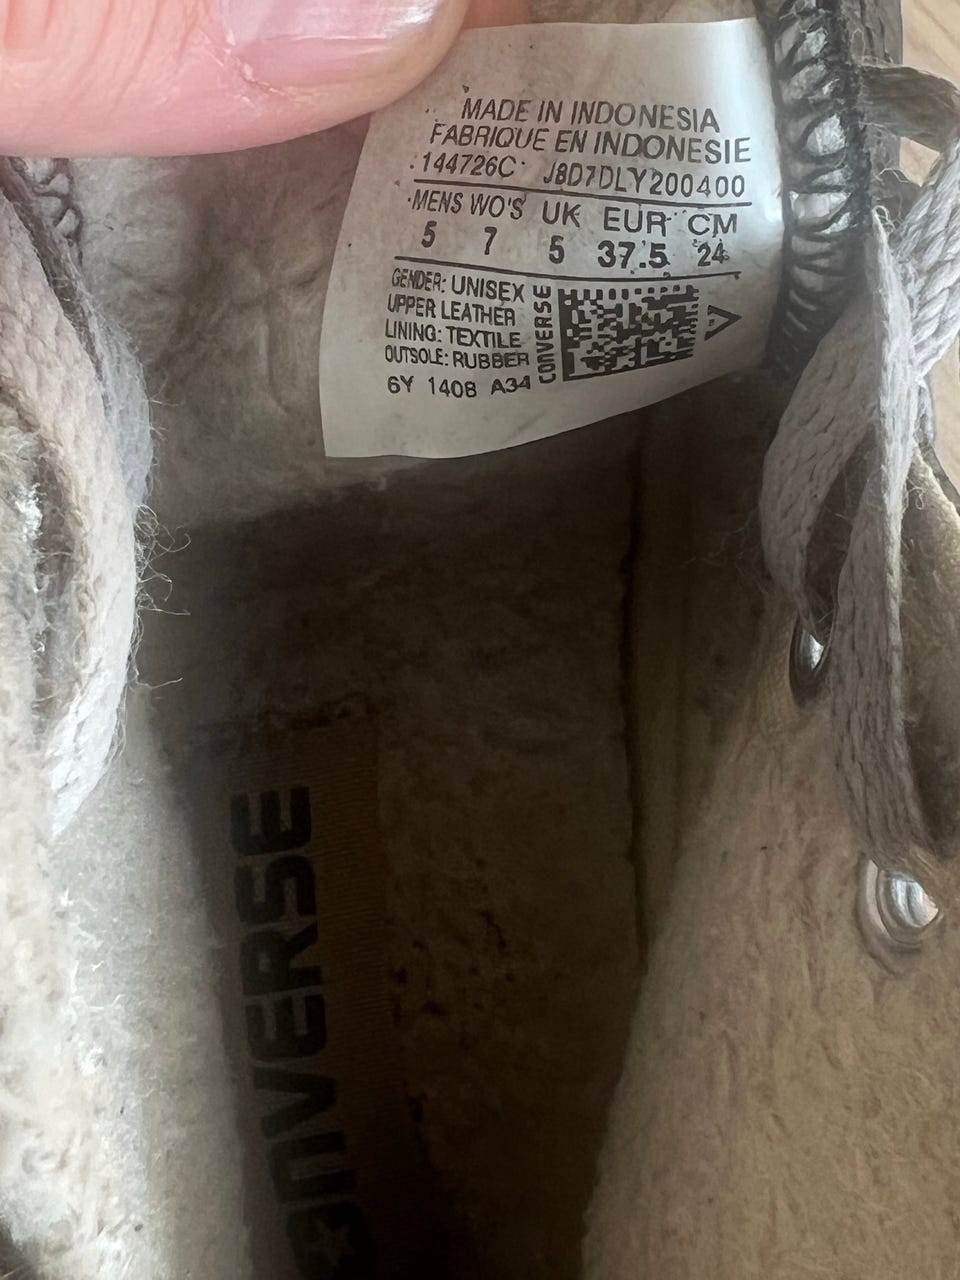 MADE IN INDONESIA
FABRIQUE EN INDONESIE
144726C J8D7DLY200400
MENS WO'S UK EUR CM
5 7 5 37.5 24
GENDER: UNISEX
UPPER LEATHER
LINING: TEXTILE
OUTSOLE: RUBBER
CONVERSE
6Y 1408 A34
CONVERSE